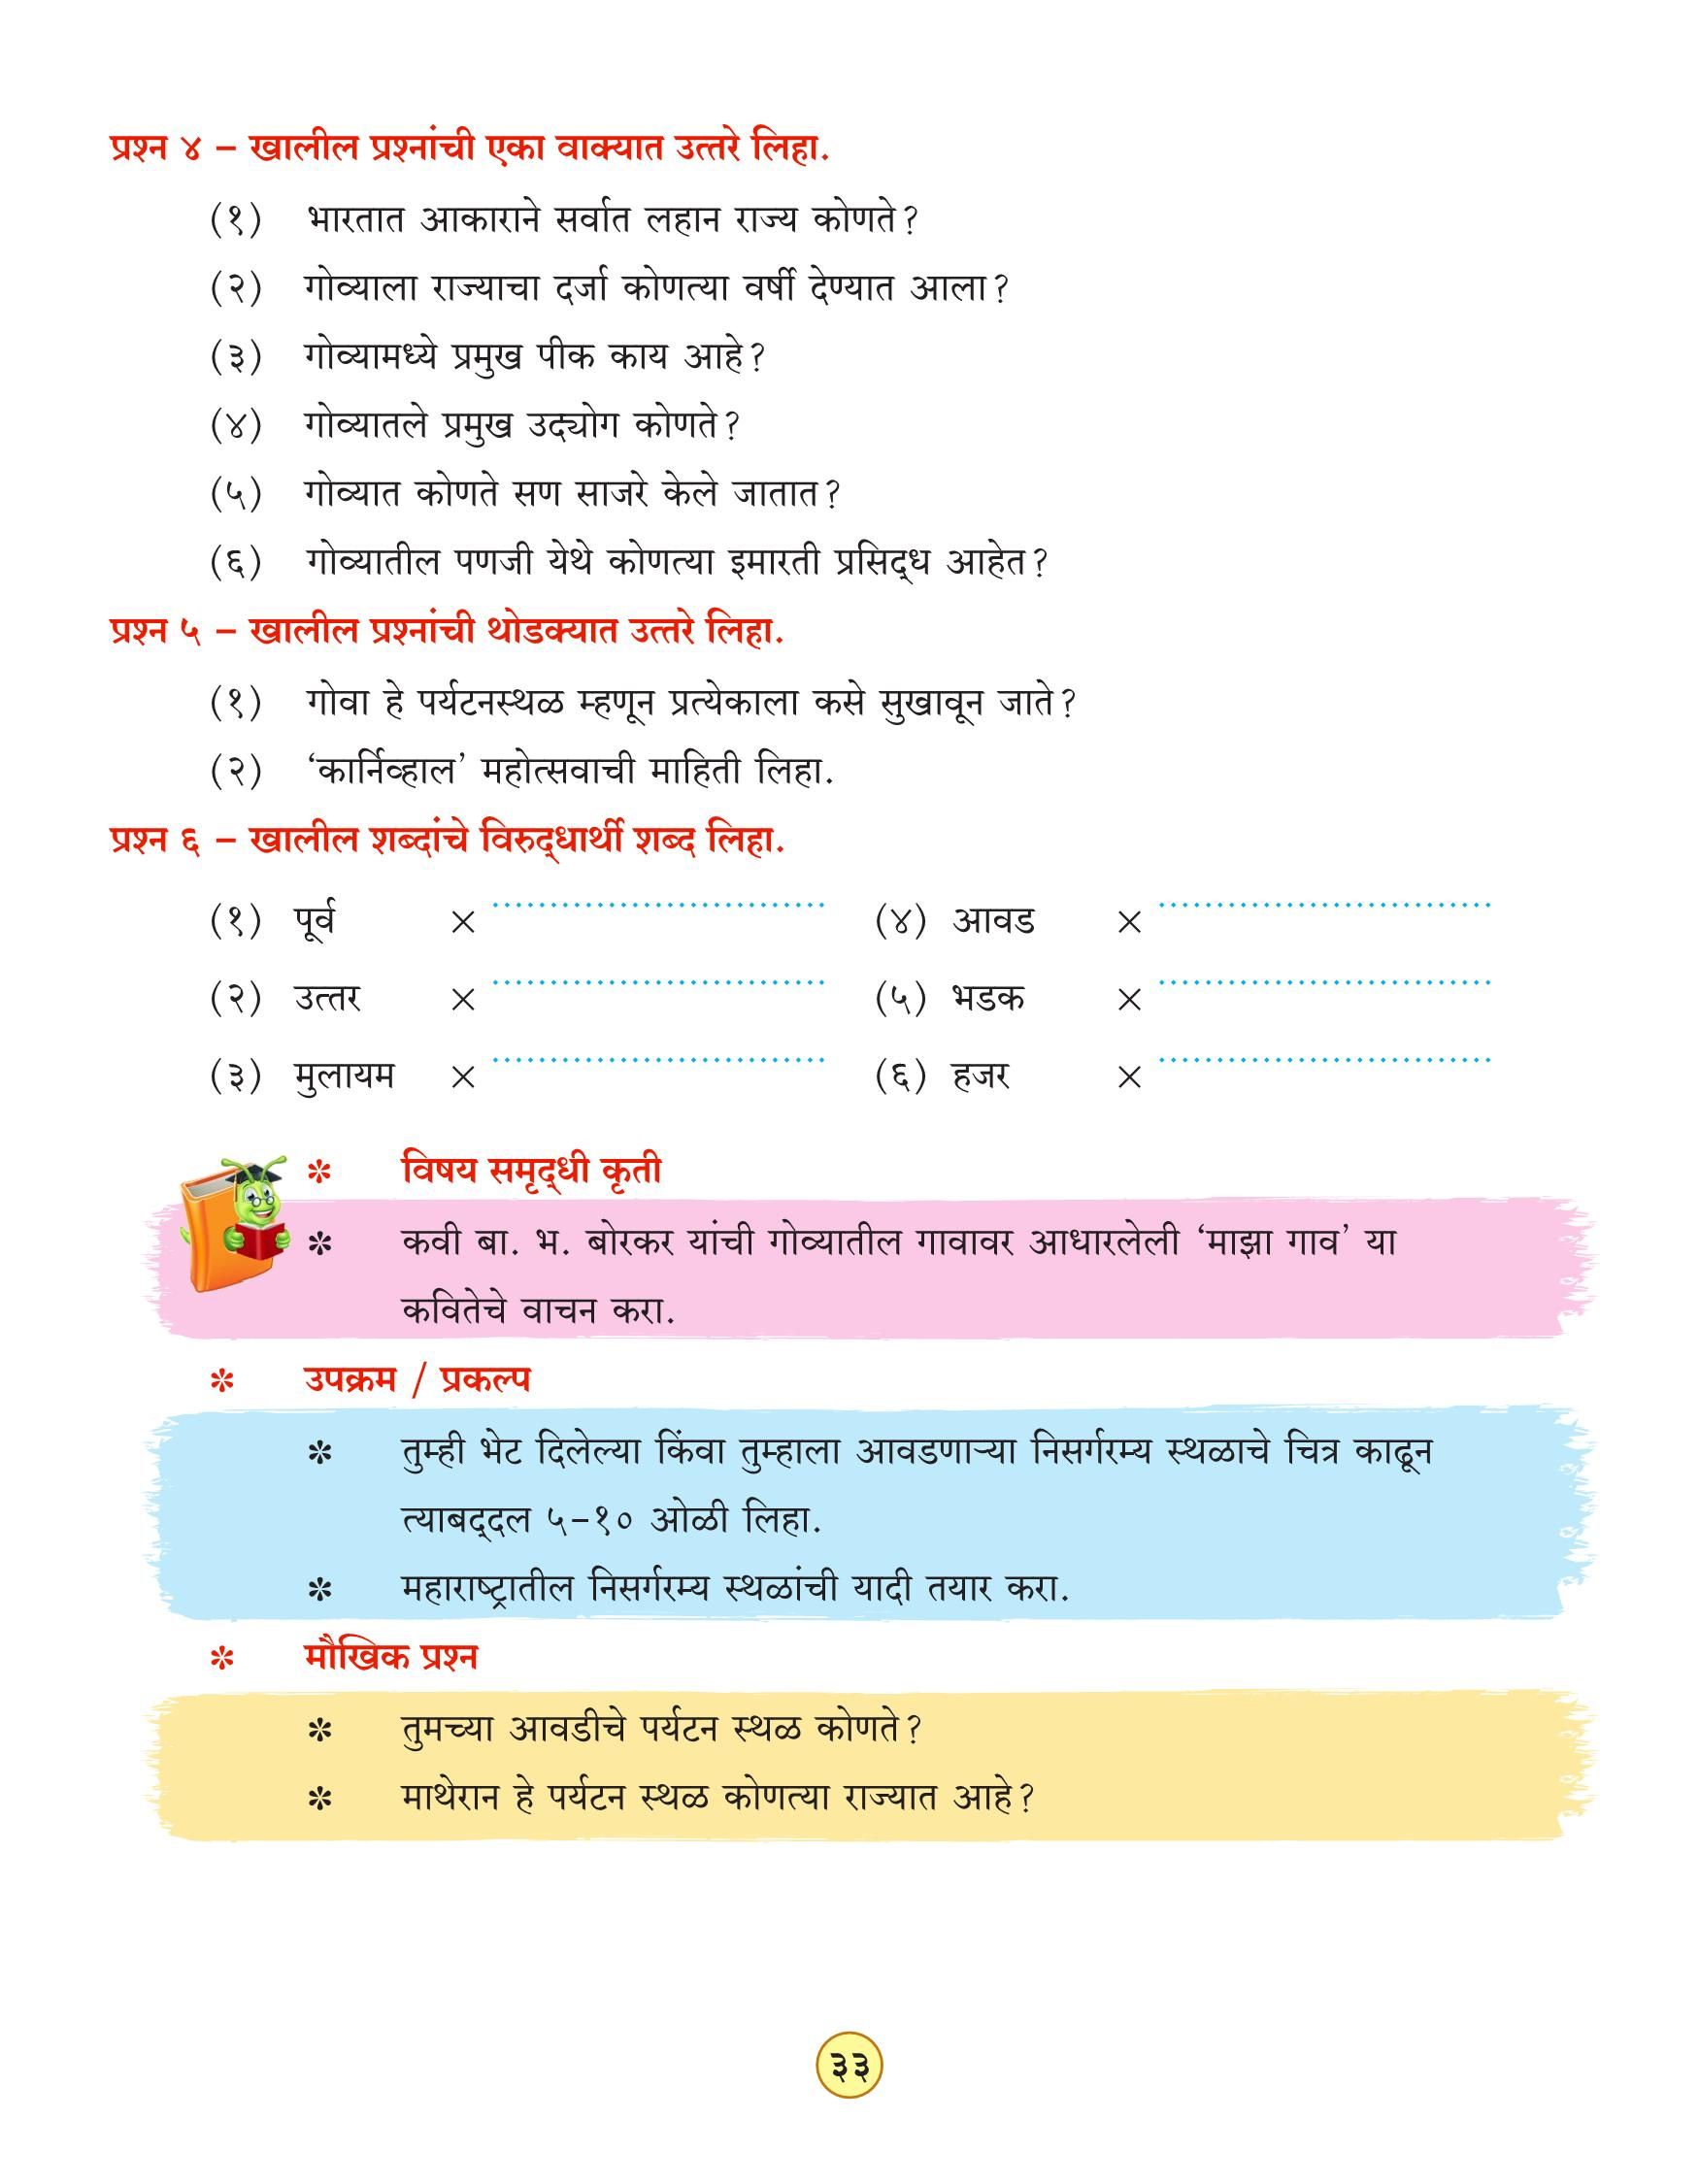 प्रश्न ४ – खालील प्रश्नांची एका वाक्यात उत्तरे लिहा.
(१) भारतात आकाराने सर्वात लहान राज्य कोणते?
(२) गोव्याला राज्याचा दर्जा कोणत्या वर्षी देण्यात आला?
(३) गोव्यामध्ये प्रमुख पीक काय आहे?
(४) गोव्यातले प्रमुख उद्योग कोणते?
(५) गोव्यात कोणते सण साजरे केले जातात?
(६) गोव्यातील पणजी येथे कोणत्या इमारती प्रसिद्ध आहेत?
प्रश्न ५ – खालील प्रश्नांची थोडक्यात उत्तरे लिहा.
(१) गोवा हे पर्यटनस्थळ म्हणून प्रत्येकाला कसे सुखावून जाते?
(२) ‘कार्निव्हाल’ महोत्सवाची माहिती लिहा.
प्रश्न ६ – खालील शब्दांचे विरुद्धार्थी शब्द लिहा.
(१) पूर्व × ............................. (४) आवड × .............................
(२) उत्तर × ............................. (५) भडक × .............................
(३) मुलायम × ............................. (६) हजर × .............................
* विषय समृद्धी कृती
* कवी बा. भ. बोरकर यांची गोव्यातील गावावर आधारलेली ‘माझा गाव’ या
कवितेचे वाचन करा.
* उपक्रम / प्रकल्प
* तुम्ही भेट दिलेल्या किंवा तुम्हाला आवडणाऱ्या निसर्गरम्य स्थळाचे चित्र काढून
त्याबद्दल ५-१० ओळी लिहा.
* महाराष्ट्रातील निसर्गरम्य स्थळांची यादी तयार करा.
* मौखिक प्रश्न
* तुमच्या आवडीचे पर्यटन स्थळ कोणते?
* माथेरान हे पर्यटन स्थळ कोणत्या राज्यात आहे?
३३